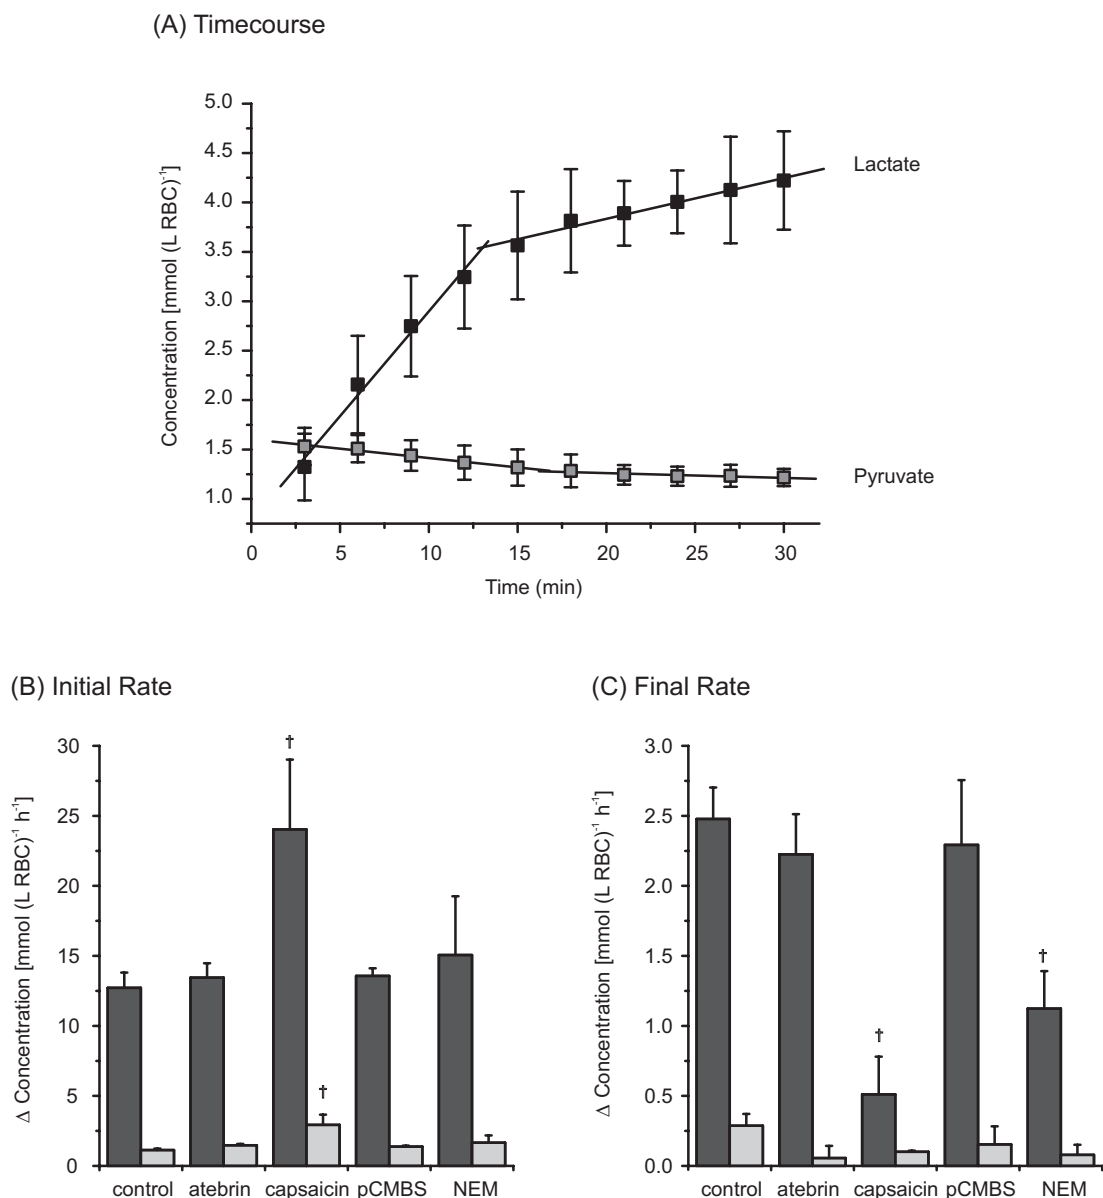 (A) Timecourse
5.0
4.5
4.0
3.5
3.0
2.5
2.0
1.5
1.0
Concentration [mmol (L RBC)⁻¹]
Lactate
Pyruvate
0 5 10 15 20 25 30
Time (min)
(B) Initial Rate
30
25
20
15
10
5
0
Δ Concentration [mmol (L RBC)⁻¹ h⁻¹]
†
†
control atebrin capsaicin pCMBS NEM
(C) Final Rate
3.0
2.5
2.0
1.5
1.0
0.5
0.0
Δ Concentration [mmol (L RBC)⁻¹ h⁻¹]
†
†
control atebrin capsaicin pCMBS NEM